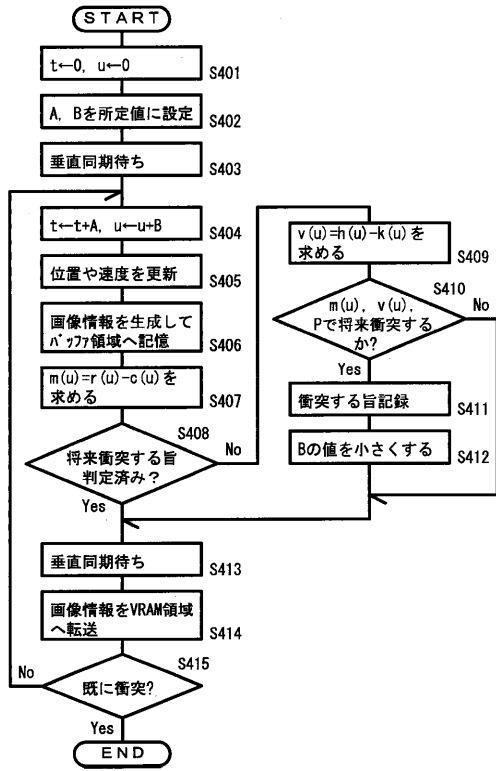 START
t←0, u←0
S401
A, Bを所定値に設定
S402
垂直同期待ち
S403
t←t+A, u←u+B
S404
位置や速度を更新
S405
画像情報を生成して
バッファ領域へ記憶
S406
m(u)=r(u)-c(u)を
求める
S407
S408
将来衝突する旨
判定済み?
No
Yes
v(u)=h(u)-k(u)を
求める
S409
S410
m(u), v(u),
Pで将来衝突する
か?
No
Yes
衝突する旨記録
S411
Bの値を小さくする
S412
垂直同期待ち
S413
画像情報をVRAM領域
へ転送
S414
S415
既に衝突?
No
Yes
END